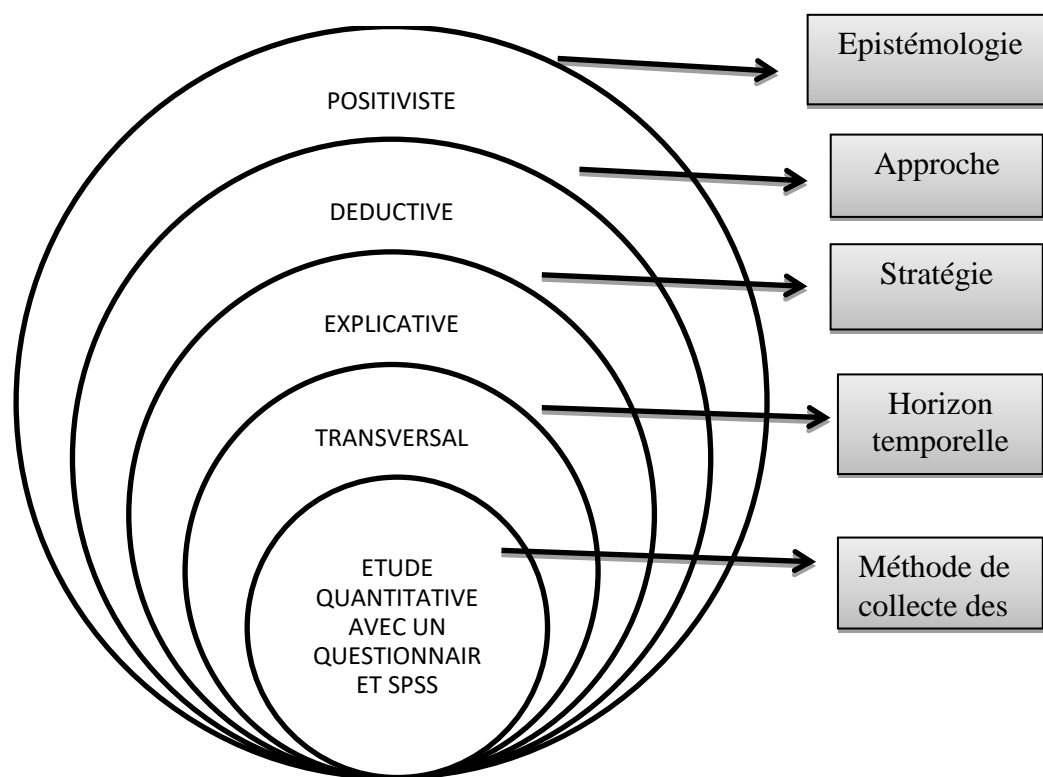 POSITIVISTE
Epistémologie
DEDUCTIVE
Approche
EXPLICATIVE
Stratégie
TRANSVERSAL
Horizon
temporelle
ETUDE
QUANTITATIVE
AVEC UN
QUESTIONNAIR
ET SPSS
Méthode de
collecte des